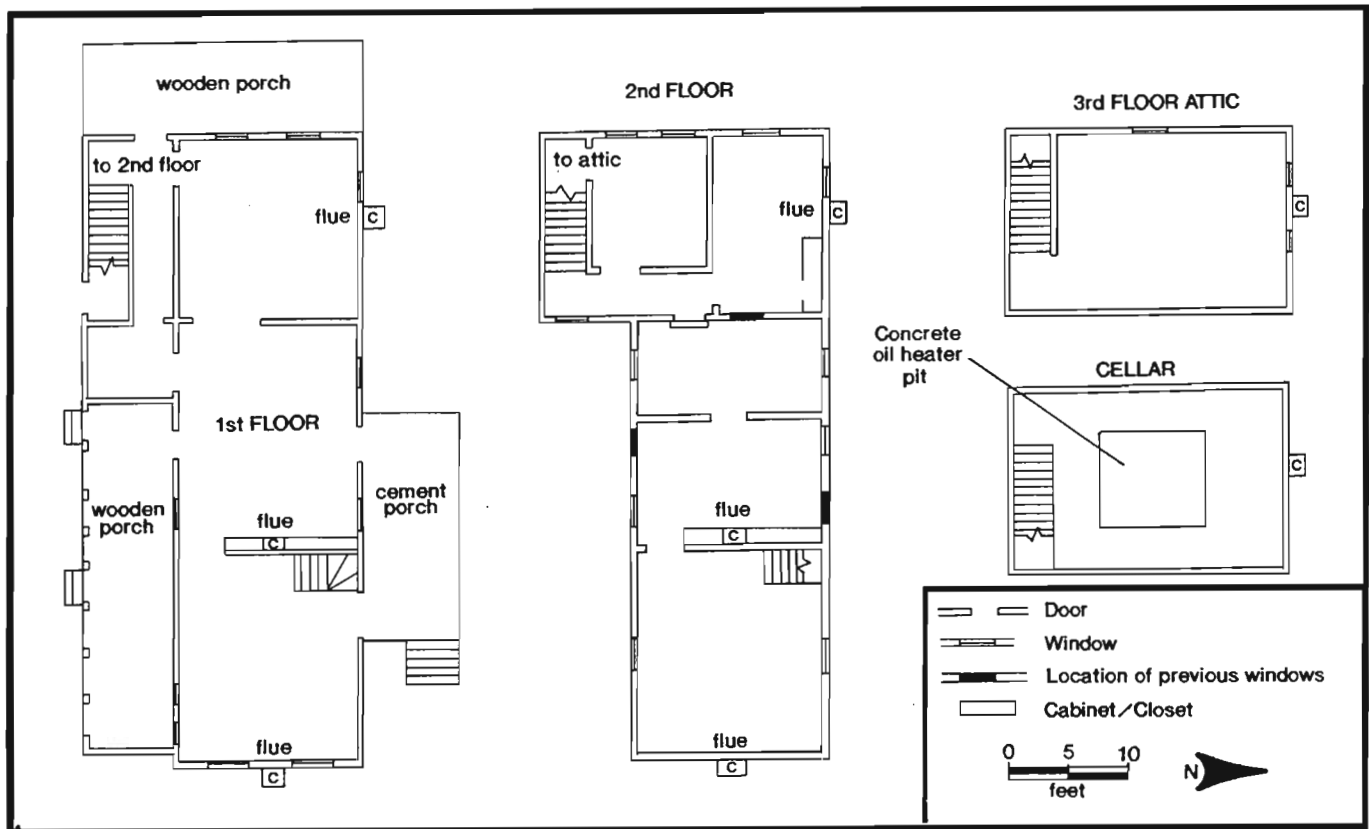 wooden porch
to 2nd floor
flue
C
1st FLOOR
wooden
porch
cement
porch
flue
C
flue
C
2nd FLOOR
to attic
flue
C
flue
C
flue
C
3rd FLOOR ATTIC
C
Concrete
oil heater
pit
CELLAR
C
Door
Window
Location of previous windows
Cabinet/Closet
0 5 10
feet
N